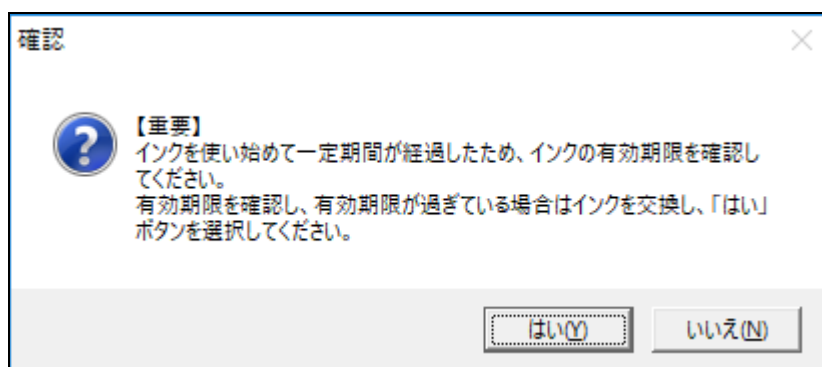 確認
【重要】
インクを使い始めて一定期間が経過したため、インクの有効期限を確認し
てください。
有効期限を確認し、有効期限が過ぎている場合はインクを交換し、「はい」
ボタンを選択してください。
はい(Y)
いいえ(N)